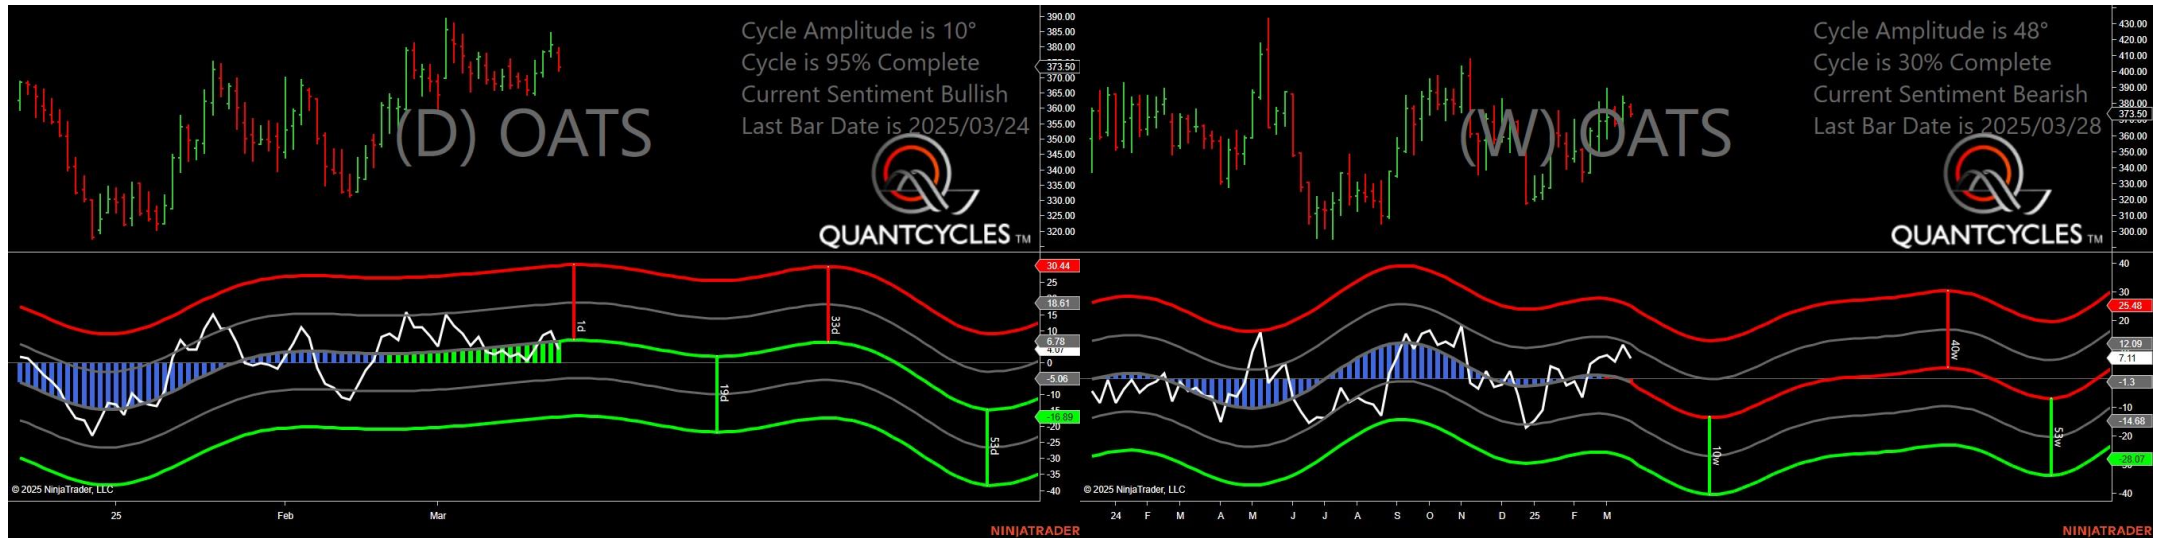 Cycle Amplitude is 10°
Cycle is 95% Complete
Current Sentiment Bullish
Last Bar Date is 2025/03/24
(D) OATS
QUANTCYCLES TM
390.00
385.00
380.00
373.50
370.00
365.00
360.00
355.00
350.00
345.00
340.00
335.00
330.00
325.00
320.00
30.44
25
18.61
15
10
6.78
4.07
0
-5.06
-10
-16.89
-20
-25
-30
-35
-40
1d
19d
33d
53d
© 2025 NinjaTrader, LLC
25 Feb Mar
NINJATRADER
Cycle Amplitude is 48°
Cycle is 30% Complete
Current Sentiment Bearish
Last Bar Date is 2025/03/28
(W) OATS
QUANTCYCLES TM
430.00
420.00
410.00
400.00
390.00
380.00
373.50
360.00
350.00
340.00
330.00
320.00
310.00
300.00
40
30
25.48
20
12.09
7.11
-1.3
-10
-14.68
-20
-28.07
-40
10w
40w
53w
© 2025 NinjaTrader, LLC
24 F M A M J J A S O N D 25 F M
NINJATRADER